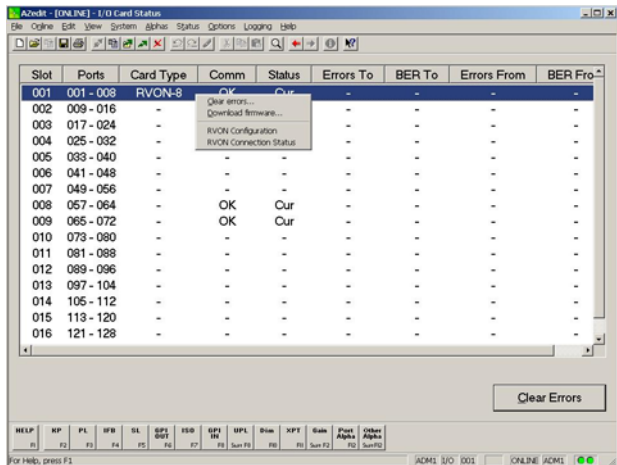 AZedit - [ONLINE] - I/O Card Status
File Online Edit View System Alphas Status Options Logging Help
Slot Ports Card Type Comm Status Errors To BER To Errors From BER Fro
001 001 - 008 RVON-8 OK Cur - - - -
002 009 - 016 - - - - -
003 017 - 024 - - - - -
004 025 - 032 - - - - -
005 033 - 040 - - - - - - -
006 041 - 048 - - - - - - -
007 049 - 056 - - - - - - -
008 057 - 064 OK Cur - - - -
009 065 - 072 OK Cur - - - -
010 073 - 080 - - - - - - -
011 081 - 088 - - - - - - -
012 089 - 096 - - - - - - -
013 097 - 104 - - - - - - -
014 105 - 112 - - - - - - -
015 113 - 120 - - - - - - -
016 121 - 128 - - - - - - -
Clear errors...
Download firmware...
RVON Configuration
RVON Connection Status
Clear Errors
HELP KP PL IFB SL GPI OUT ISO GPI IN UPL Dim XPT Gain Port Alpha Other Alpha
F1 F2 F3 F4 F5 F6 F7 F8
For Help, press F1
ADM1 I/O 001 ONLINE ADM1